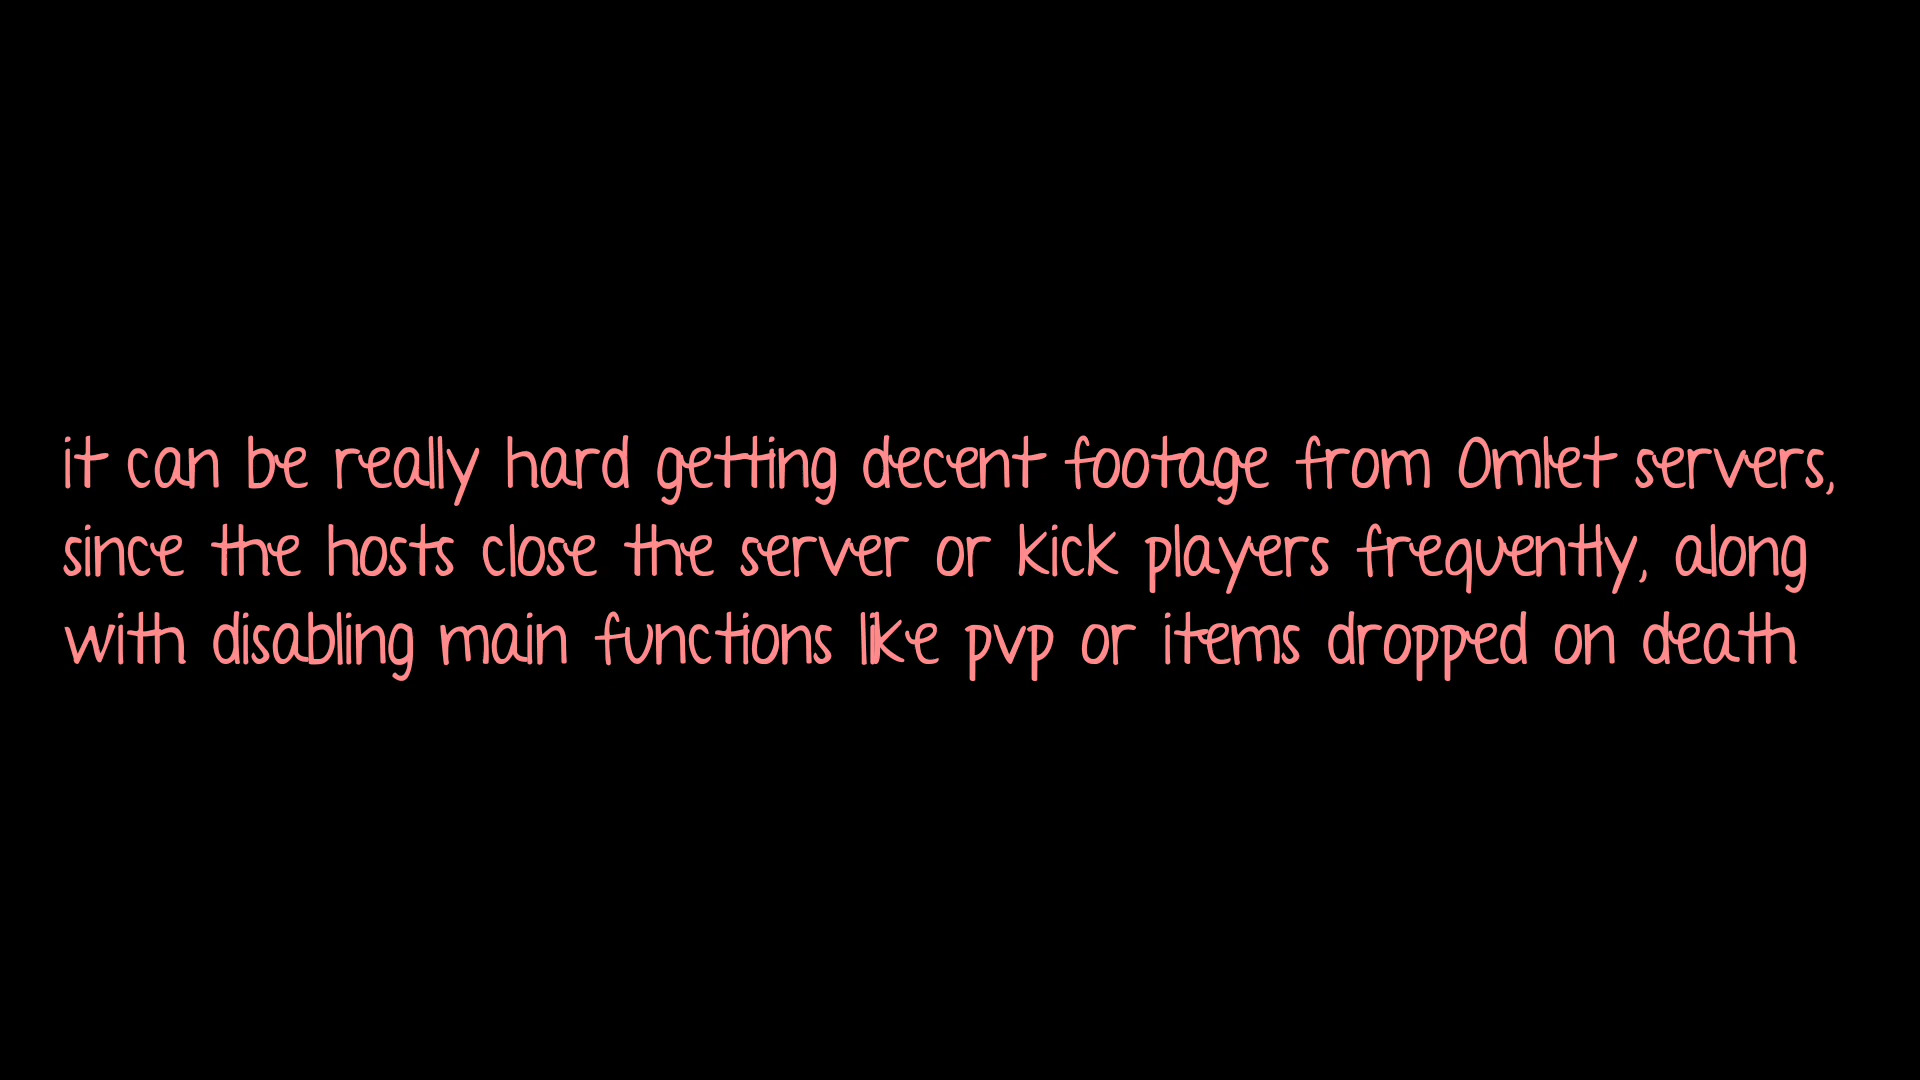 it can be really hard getting decent footage from Omlet servers,
since the hosts close the server or kick players frequently, along
with disabling main functions like pvp or items dropped on death